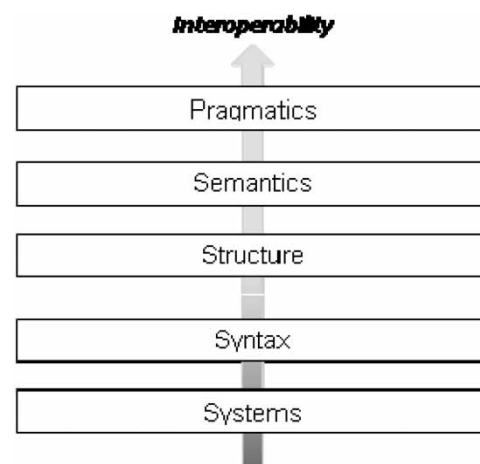 Interoperability
Pragmatics
Semantics
Structure
Syntax
Systems